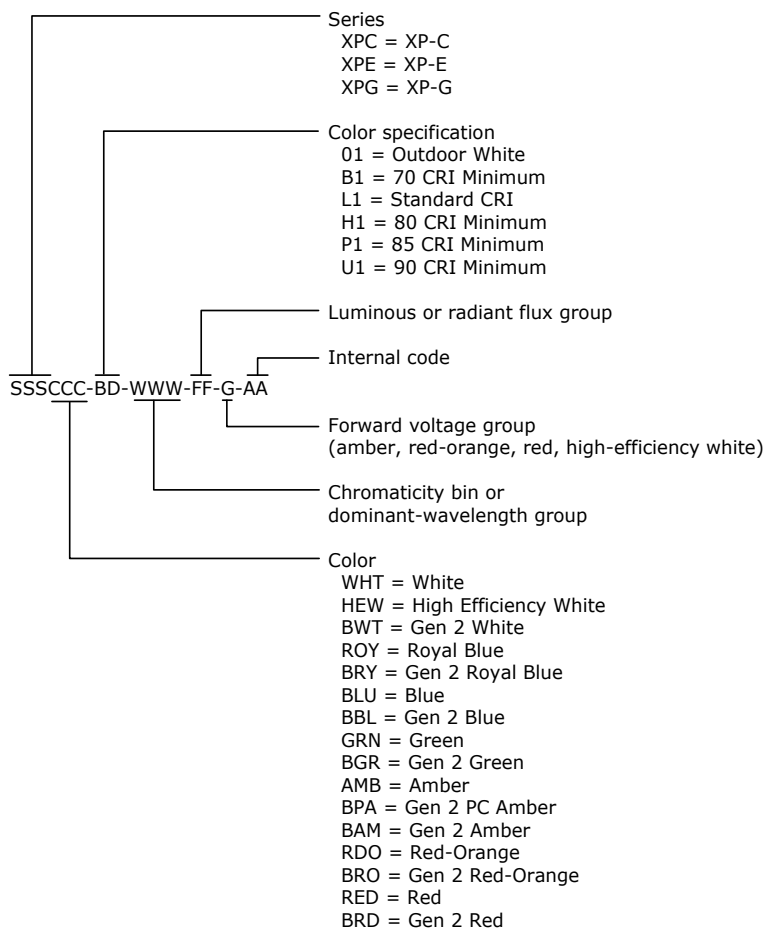 Series
XPC = XP-C
XPE = XP-E
XPG = XP-G
Color specification
01 = Outdoor White
B1 = 70 CRI Minimum
L1 = Standard CRI
H1 = 80 CRI Minimum
P1 = 85 CRI Minimum
U1 = 90 CRI Minimum
Luminous or radiant flux group
Internal code
SSSCCC-BD-WWW-FF-G-AA
Forward voltage group
(amber, red-orange, red, high-efficiency white)
Chromaticity bin or
dominant-wavelength group
Color
WHT = White
HEW = High Efficiency White
BWT = Gen 2 White
ROY = Royal Blue
BRY = Gen 2 Royal Blue
BLU = Blue
BBL = Gen 2 Blue
GRN = Green
BGR = Gen 2 Green
AMB = Amber
BPA = Gen 2 PC Amber
BAM = Gen 2 Amber
RDO = Red-Orange
BRO = Gen 2 Red-Orange
RED = Red
BRD = Gen 2 Red